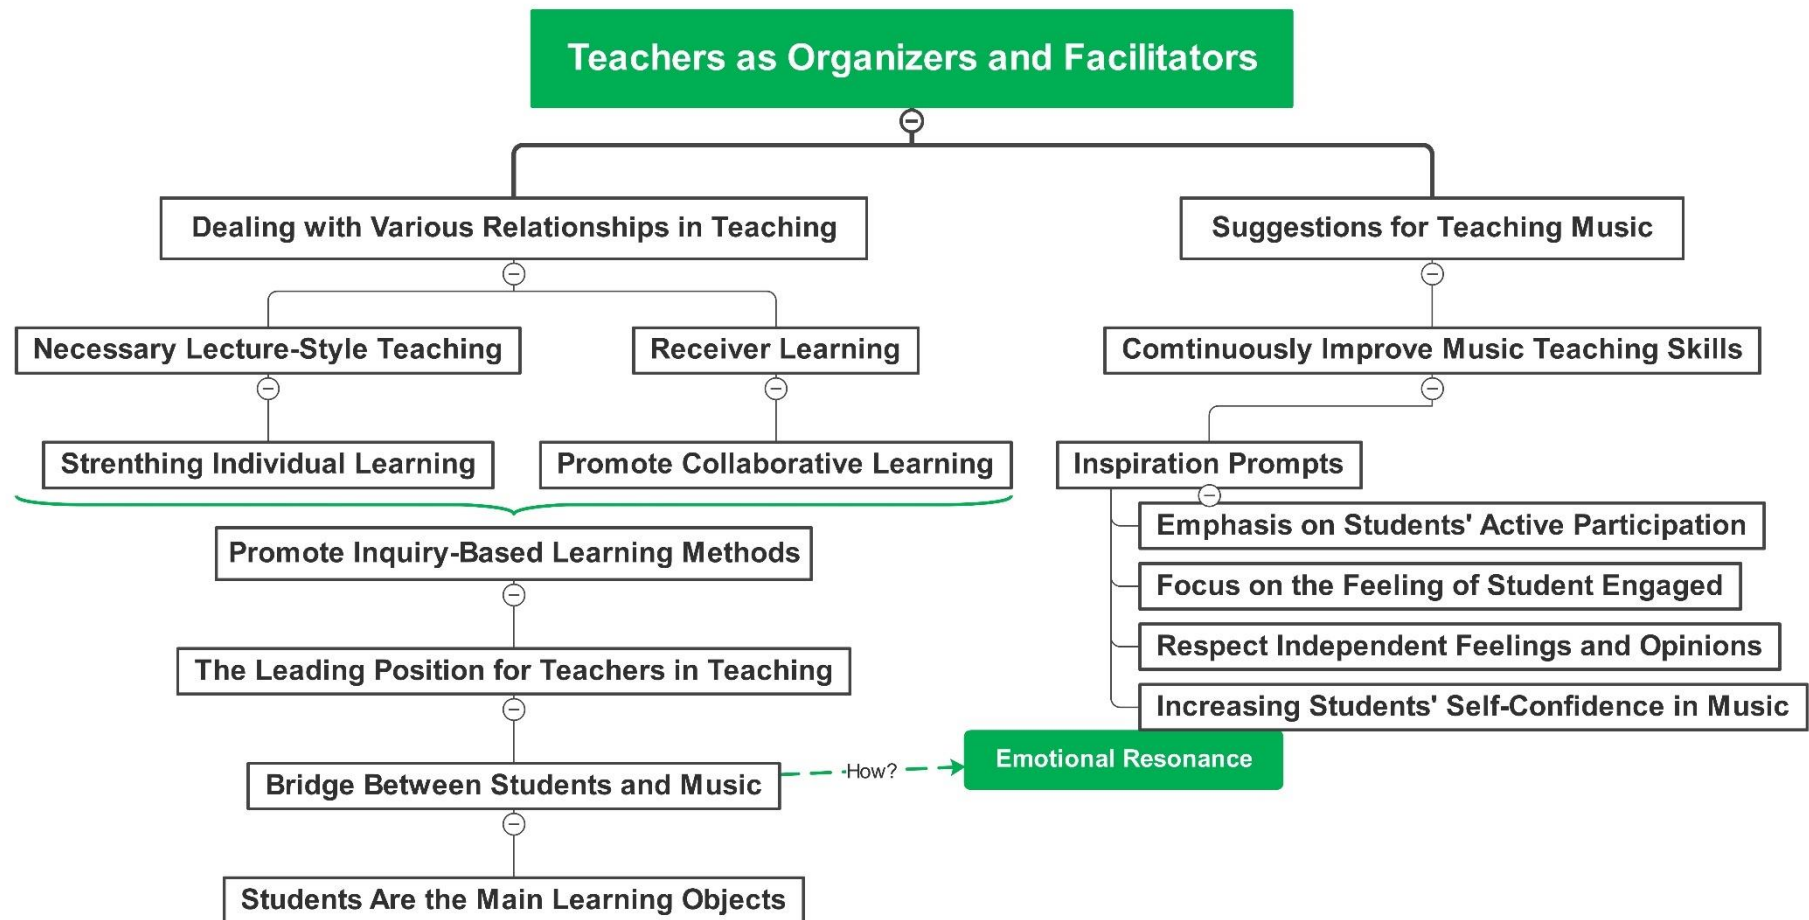 Teachers as Organizers and Facilitators
Dealing with Various Relationships in Teaching
Suggestions for Teaching Music
Necessary Lecture-Style Teaching
Receiver Learning
Comtinuously Improve Music Teaching Skills
Strenthing Individual Learning
Promote Collaborative Learning
Inspiration Prompts
Emphasis on Students' Active Participation
Promote Inquiry-Based Learning Methods
Focus on the Feeling of Student Engaged
Respect Independent Feelings and Opinions
The Leading Position for Teachers in Teaching
Increasing Students' Self-Confidence in Music
Bridge Between Students and Music
How?
Emotional Resonance
Students Are the Main Learning Objects